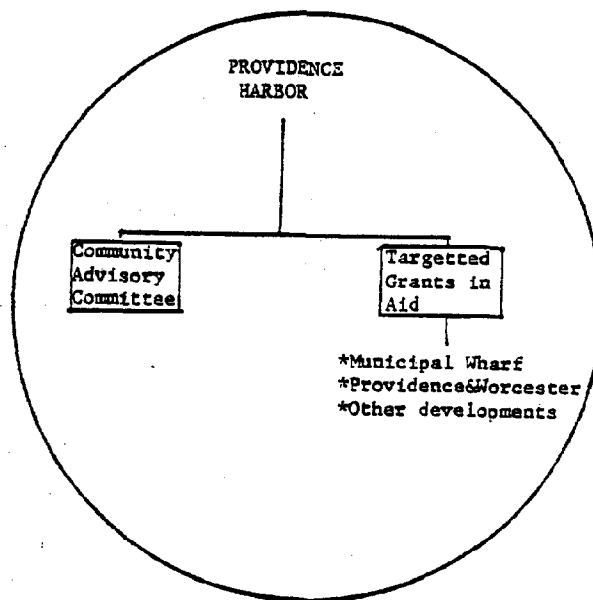 PROVIDENCE
HARBOR
Community
Advisory
Committee
Targetted
Grants in
Aid
*Municipal Wharf
*Providence&Worcester
*Other developments